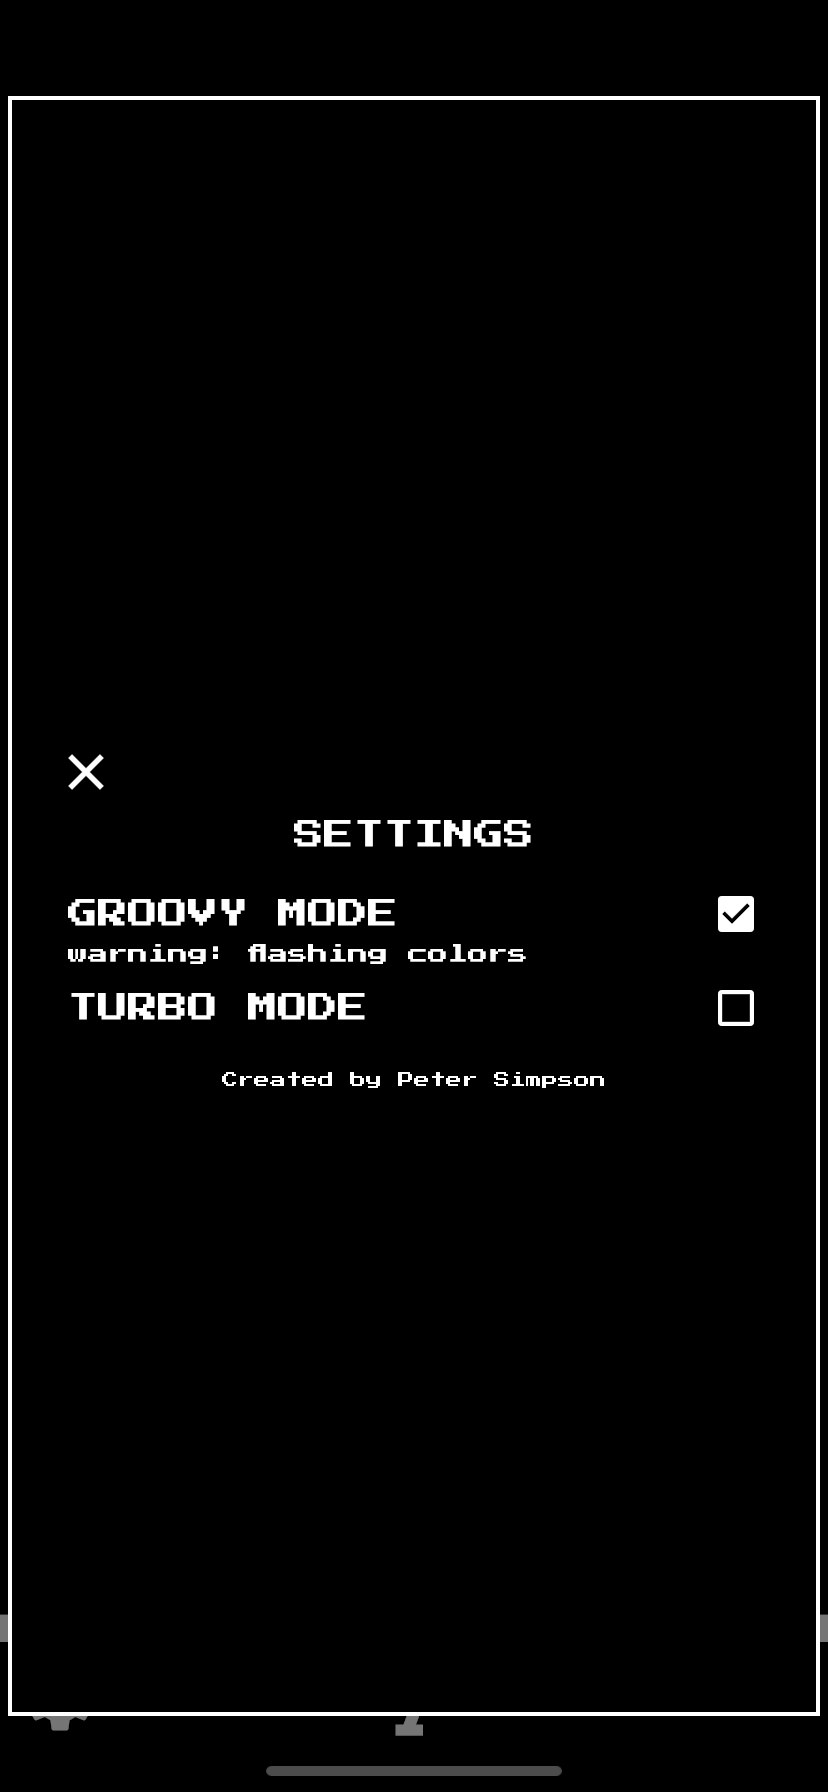 SETTINGS
GROOVY MODE
warning: flashing colors
TURBO MODE
Created by Peter Simpson